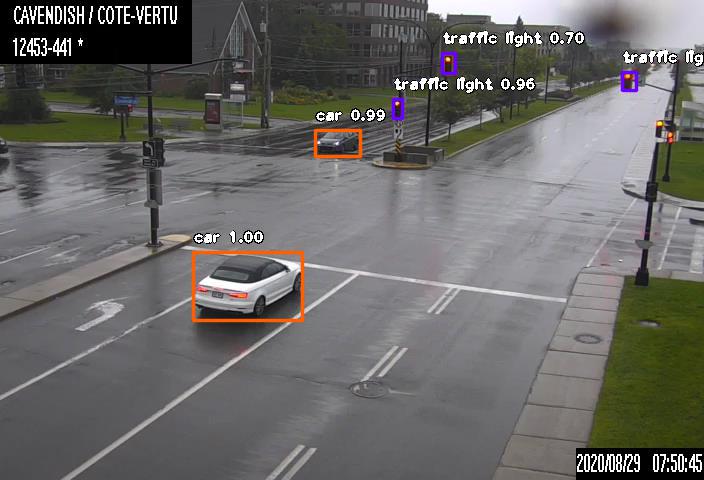 CAVENDISH / COTE-VERTU
12453-441 *
traffic light 0.70
traffic lig
traffic light 0.96
car 0.99
car 1.00
2020/08/29 07:50:45